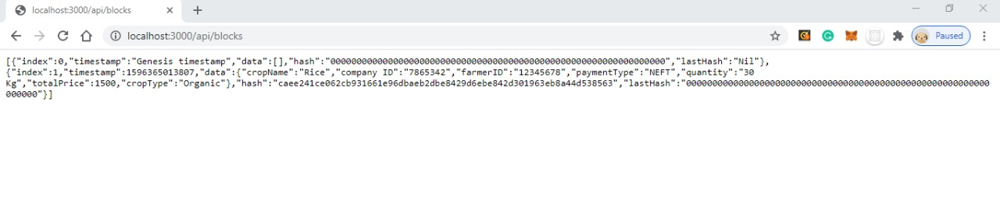 localhost:3000/api/blocks
localhost:3000/api/blocks
Paused
[{"index":0,"timestamp":"Genesis timestamp","data":[],"hash":"0000000000000000000000000000000000000000000000000000000000000000","lastHash":"Nil"},
{"index":1,"timestamp":1596365013807,"data":{"cropName":"Rice","company ID":"7865342","farmerID":"12345678","paymentType":"NEFT","quantity":"30
Kg","totalPrice":1500,"cropType":"Organic"},"hash":"caee241ce062cb931661e96dbaeb2dbe8429d6ebe842d301963eb8a44d538563","lastHash":"0000000000000000000000000000000000000000000000000000000000
000000"}]